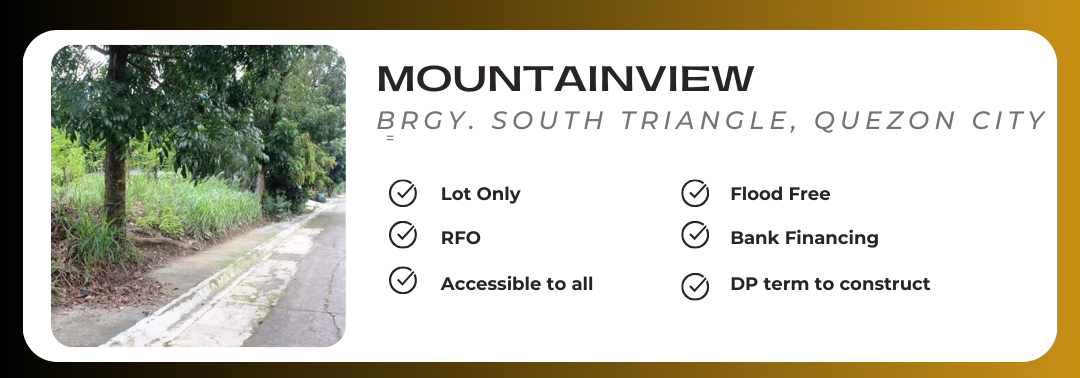 MOUNTAINVIEW
BRGY. SOUTH TRIANGLE, QUEZON CITY
=
Lot Only
RFO
Accessible to all
Flood Free
Bank Financing
DP term to construct